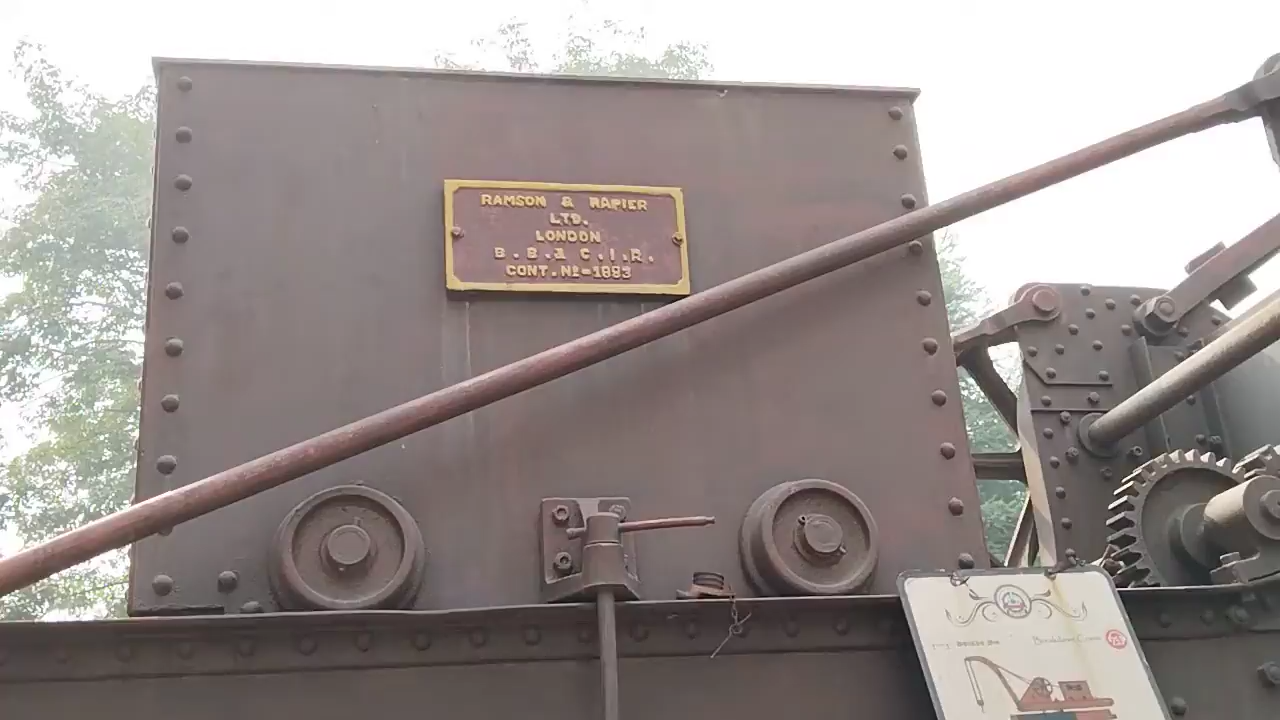 RAMSON & RAPIER
LTD.
LONDON
B.B.& C.I.R.
CONT.No=1893